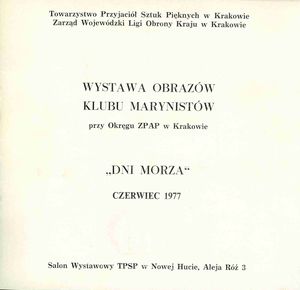 Towarzystwo Przyjaciół Sztuk Pięknych w Krakowie
Zarząd Wojewódzki Ligi Obrony Kraju w Krakowie
WYSTAWA OBRAZÓW
KLUBU MARYNISTÓW
przy Okręgu ZPAP w Krakowie
„DNI MORZA“
CZERWIEC 1977
Salon Wystawowy TPSP w Nowej Hucie, Aleja Róż 3